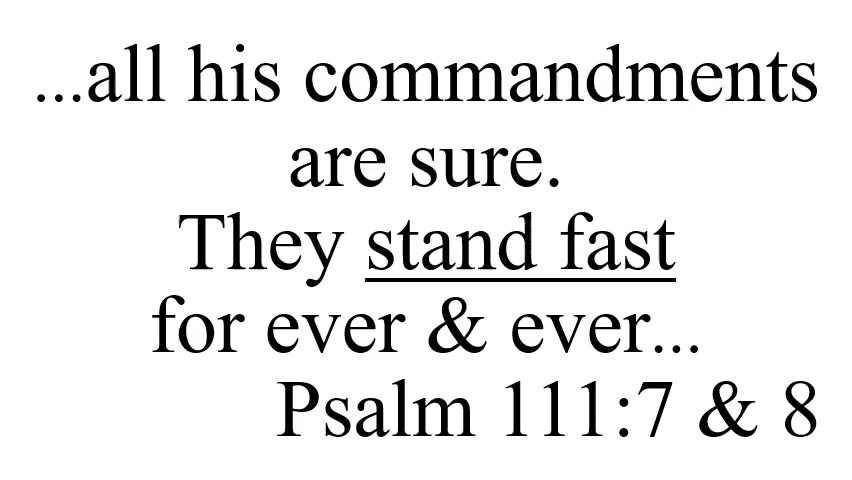 ...all his commandments
are sure.
They stand fast
for ever & ever...
Psalm 111:7 & 8